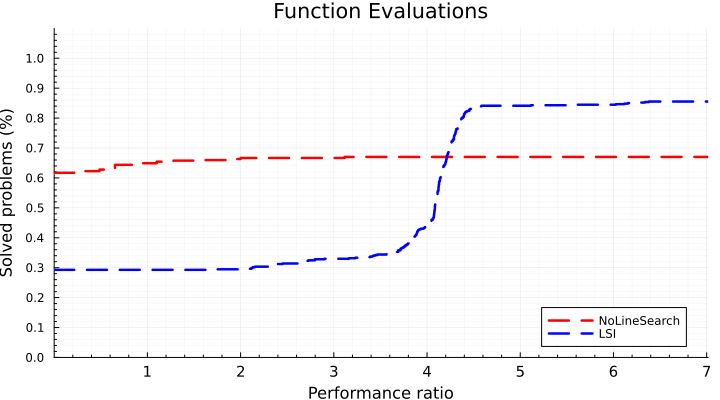 Function Evaluations
Solved problems (%)
1.0
0.9
0.8
0.7
0.6
0.5
0.4
0.3
0.2
0.1
0.0
1 2 3 4 5 6 7
Performance ratio
NoLineSearch
LSI